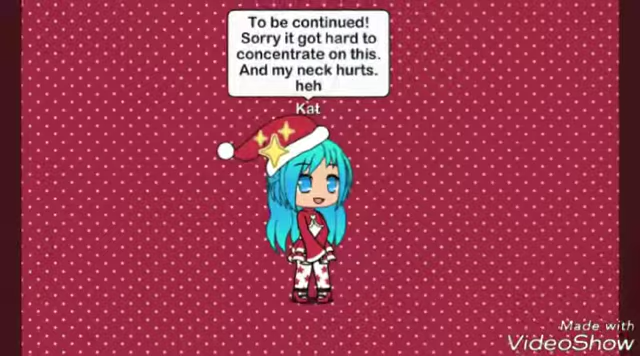 To be continued!
Sorry it got hard to
concentrate on this.
And my neck hurts.
heh
Kat
Made with
VideoShow